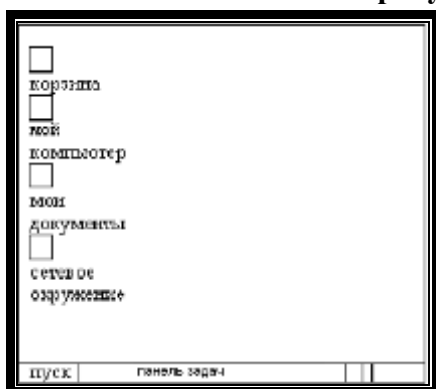 корзина
мой
компьютер
мои
документы
сетевое
окружение
пуск панель задач